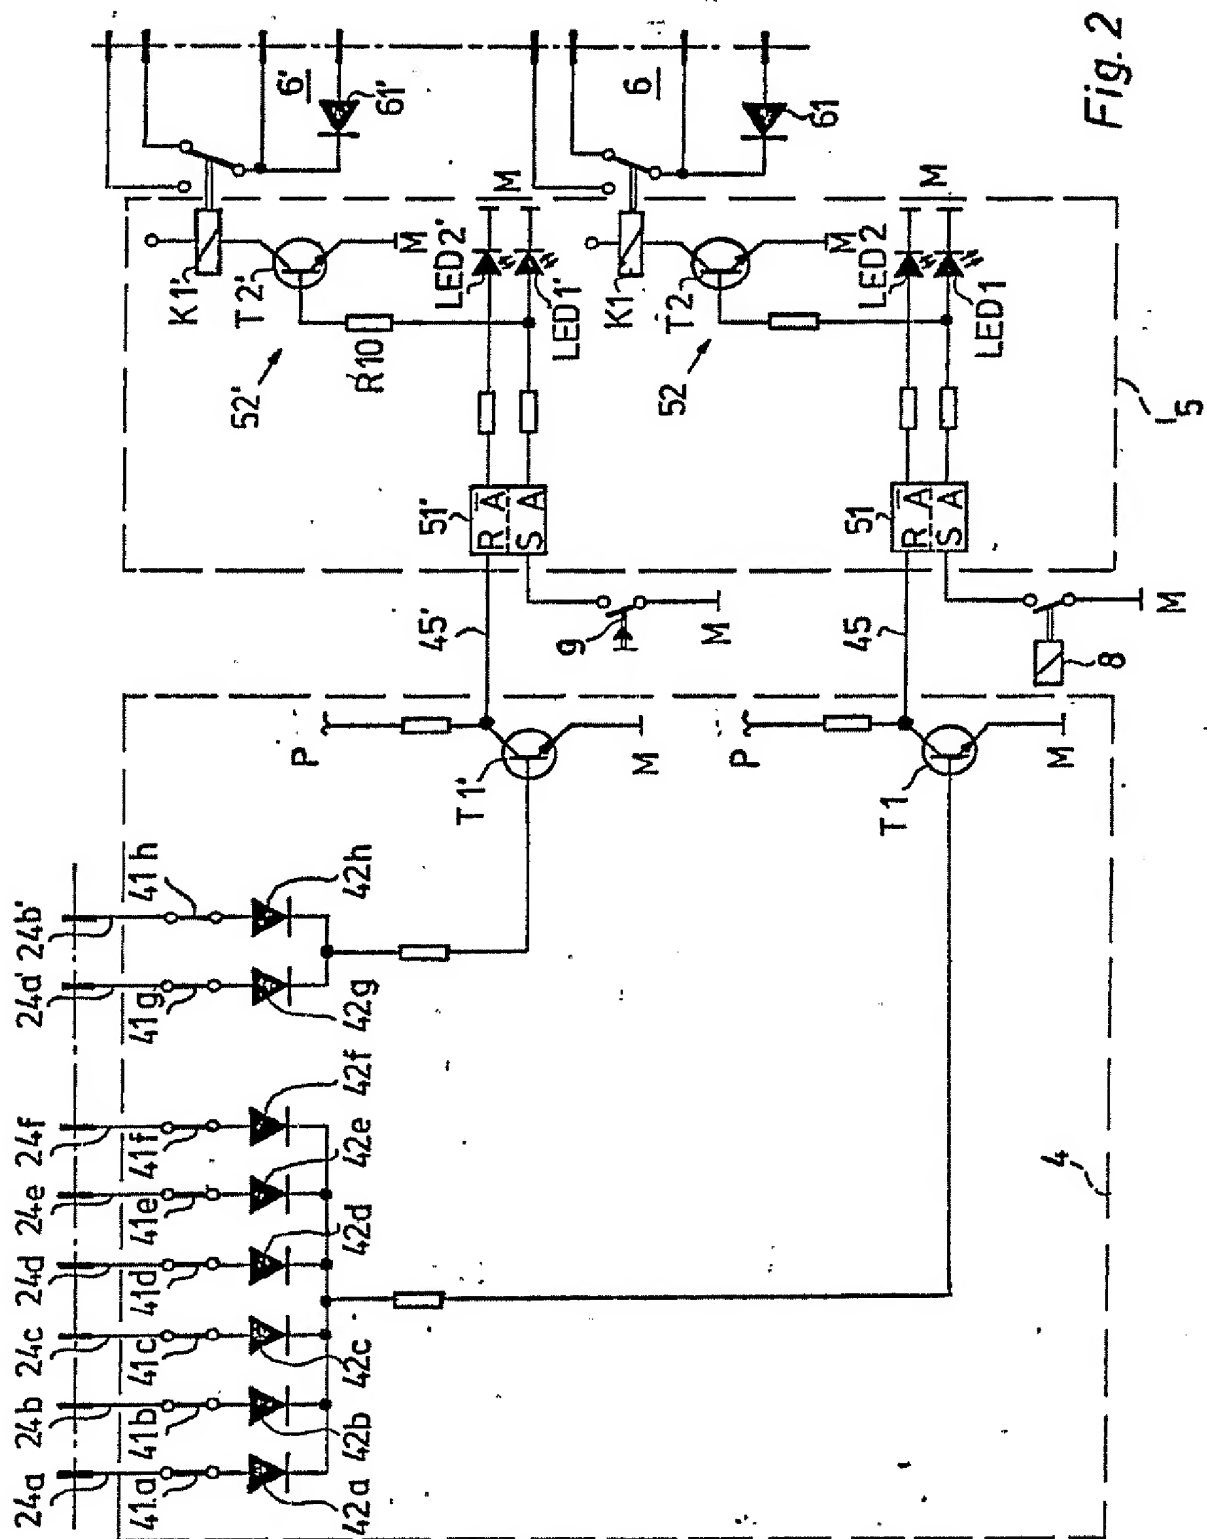 24a
24b
24c
24d
24e
24f
24a'
24b'
41a
41b
41c
41d
41e
41f
41g
41h
42a
42b
42c
42d
42e
42f
42g
42h
4
T1
M
P
T1'
M
P
45
45'
8
M
9
M
51
R A
S A
51'
R A
S A
5
LED1
LED2
M
52
T2
K1
M
LED1'
LED2'
M
52'
R10
T2'
K1'
M
61
6
61'
6'
Fig. 2